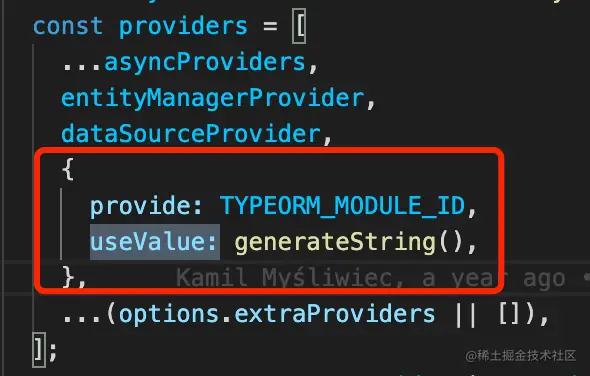 const providers = [
...asyncProviders,
entityManagerProvider,
dataSourceProvider,
{
provide: TYPEORM_MODULE_ID,
useValue: generateString(),
}, Kamil Myśliwiec, a year ago •
...(options.extraProviders || []),
];
@稀土掘金技术社区